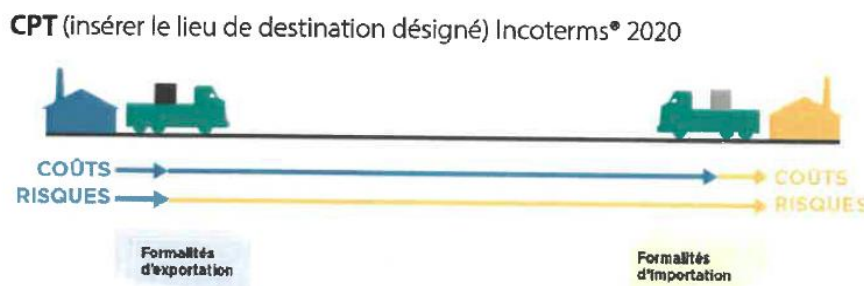 CPT (insérer le lieu de destination désigné) Incoterms® 2020
COÛTS
COÛTS
RISQUES
RISQUES
Formalités
d'exportation
Formalités
d'importation